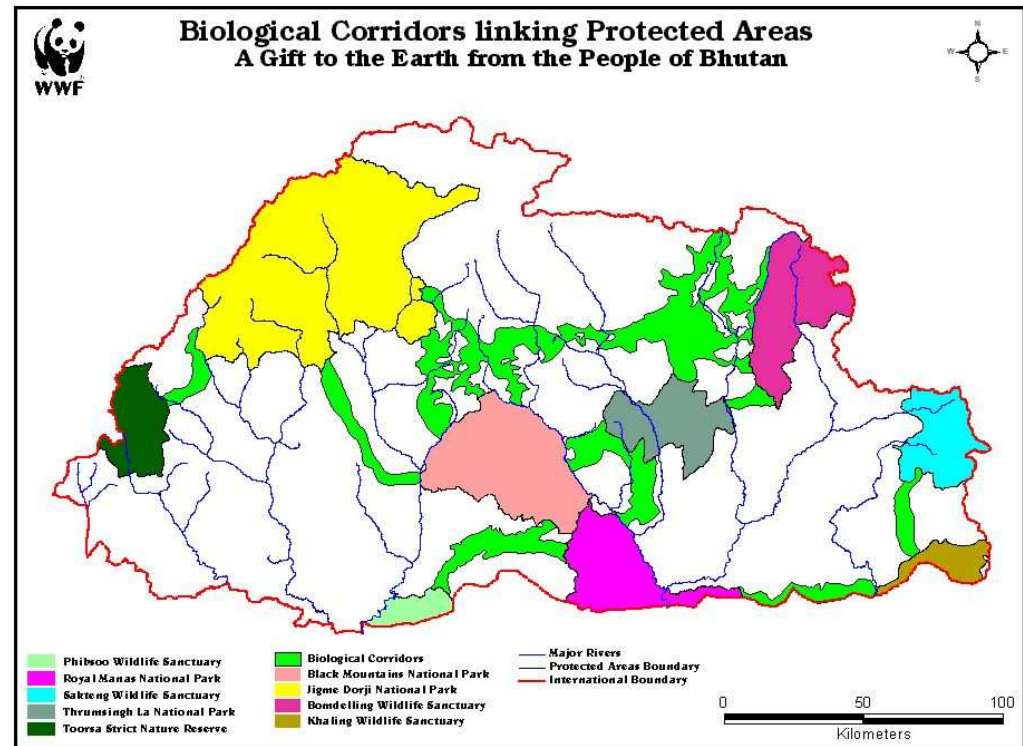 Biological Corridors linking Protected Areas
A Gift to the Earth from the People of Bhutan
WWF
N
W E
S
Phibsoo Wildlife Sanctuary
Royal Manas National Park
Sakteng Wildlife Sanctuary
Thrumsingh La National Park
Toorsa Strict Nature Reserve
Biological Corridors
Black Mountains National Park
Jigme Dorji National Park
Bomdelling Wildlife Sanctuary
Khaling Wildlife Sanctuary
Major Rivers
Protected Areas Boundary
International Boundary
0 50 100
Kilometers